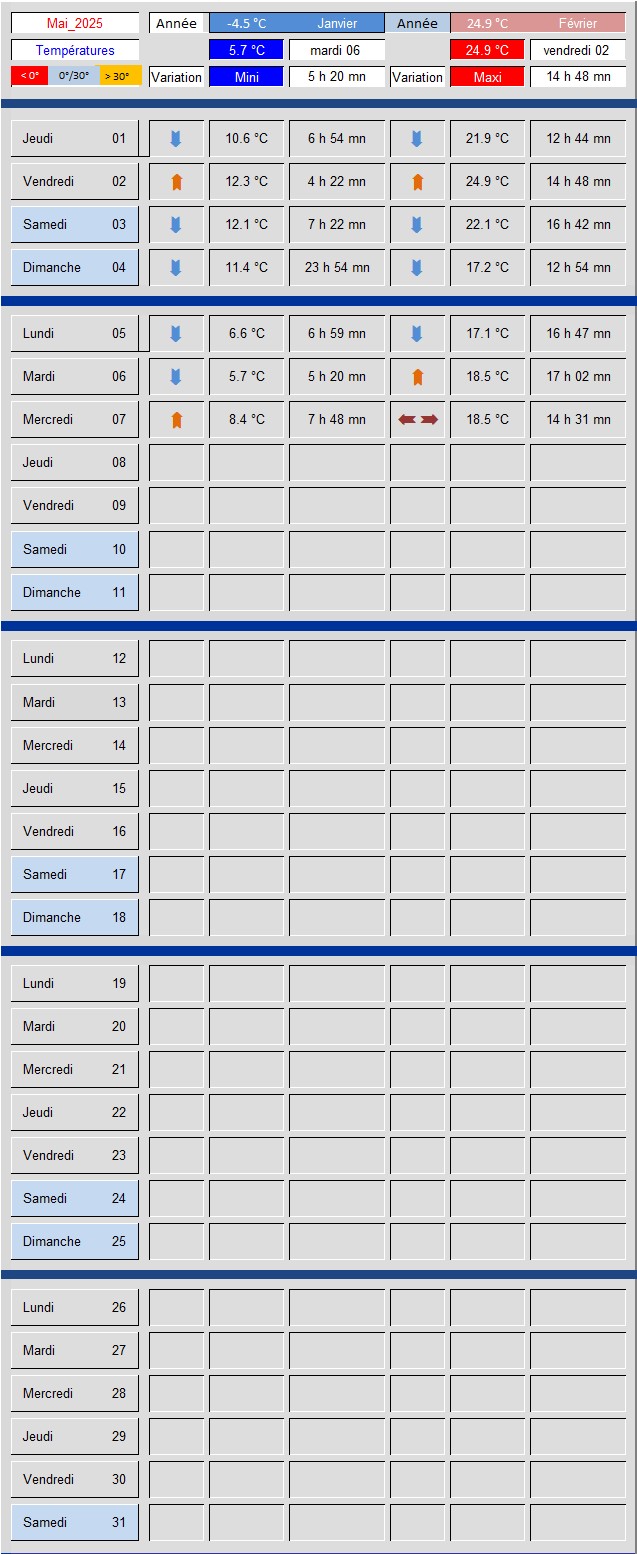 Mai_2025 Année -4.5 °C Janvier Année 24.9 °C Février
Températures 5.7 °C mardi 06 24.9 °C vendredi 02
< 0° 0°/30° > 30° Variation Mini 5 h 20 mn Variation Maxi 14 h 48 mn
Jeudi 01 10.6 °C 6 h 54 mn 21.9 °C 12 h 44 mn
Vendredi 02 12.3 °C 4 h 22 mn 24.9 °C 14 h 48 mn
Samedi 03 12.1 °C 7 h 22 mn 22.1 °C 16 h 42 mn
Dimanche 04 11.4 °C 23 h 54 mn 17.2 °C 12 h 54 mn
Lundi 05 6.6 °C 6 h 59 mn 17.1 °C 16 h 47 mn
Mardi 06 5.7 °C 5 h 20 mn 18.5 °C 17 h 02 mn
Mercredi 07 8.4 °C 7 h 48 mn 18.5 °C 14 h 31 mn
Jeudi 08
Vendredi 09
Samedi 10
Dimanche 11
Lundi 12
Mardi 13
Mercredi 14
Jeudi 15
Vendredi 16
Samedi 17
Dimanche 18
Lundi 19
Mardi 20
Mercredi 21
Jeudi 22
Vendredi 23
Samedi 24
Dimanche 25
Lundi 26
Mardi 27
Mercredi 28
Jeudi 29
Vendredi 30
Samedi 31